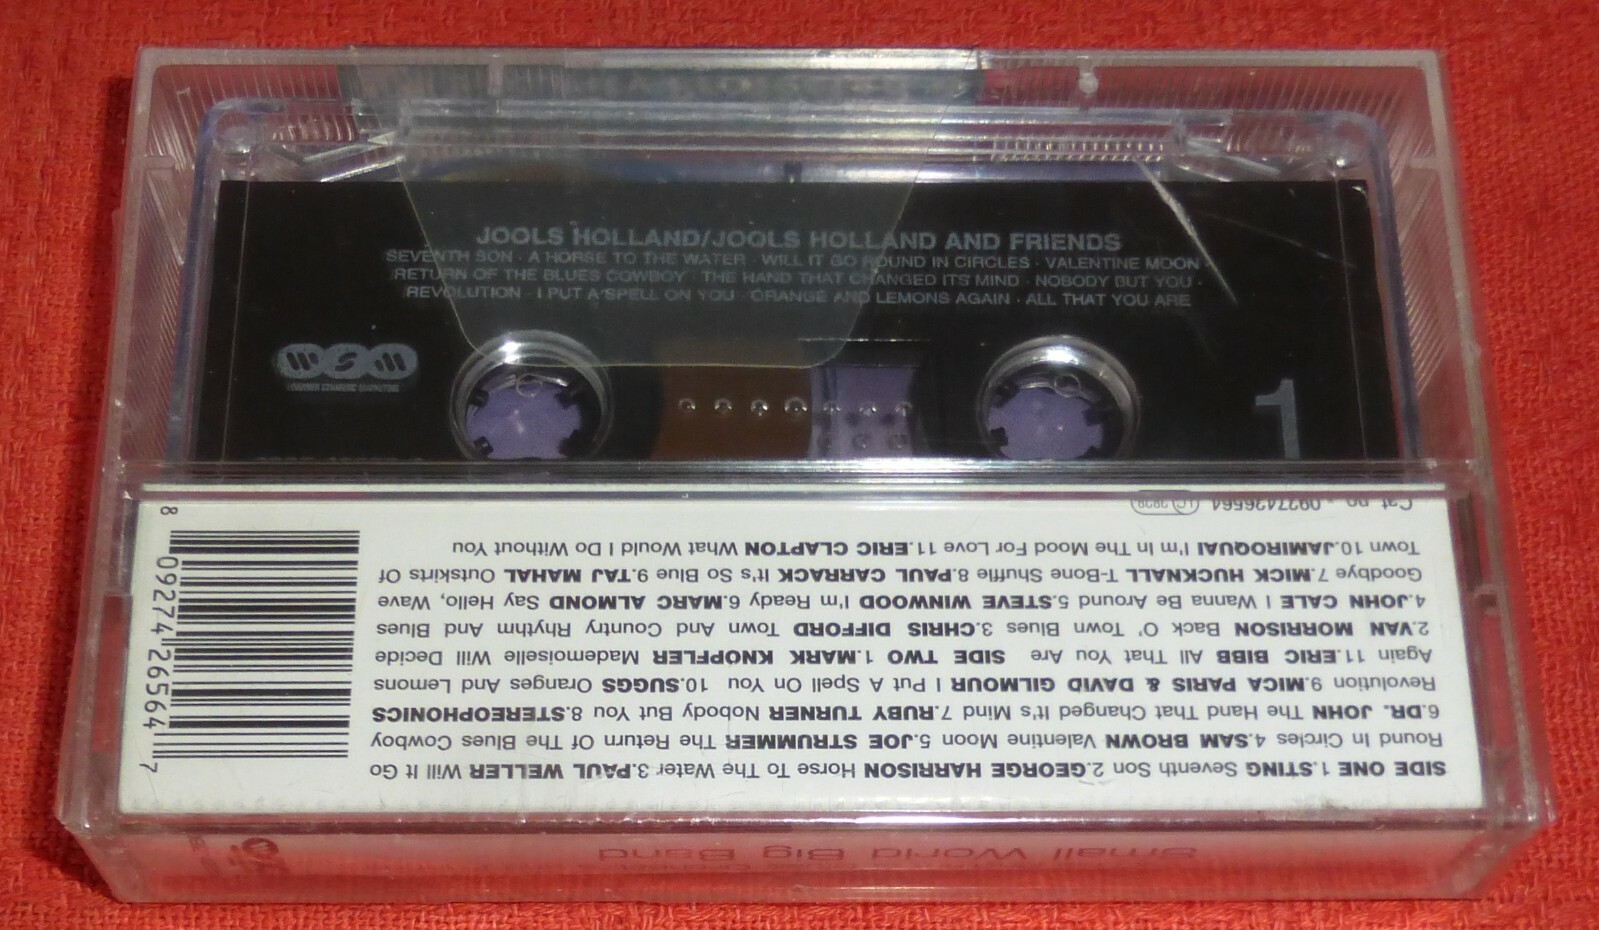 JOOLS HOLLAND/JOOLS HOLLAND AND FRIENDS
SEVENTH SON · A HORSE TO THE WATER · WILL IT GO ROUND IN CIRCLES · VALENTINE MOON ·
RETURN OF THE BLUES COWBOY · THE HAND THAT CHANGED ITS MIND · NOBODY BUT YOU ·
REVOLUTION · I PUT A SPELL ON YOU · ORANGE AND LEMONS AGAIN · ALL THAT YOU ARE
wsm
1
SIDE ONE 1.STING Seventh Son 2.GEORGE HARRISON Horse To The Water 3.PAUL WELLER Will It Go
Round In Circles 4.SAM BROWN Valentine Moon 5.JOE STRUMMER The Return Of The Blues Cowboy
6.DR. JOHN The Hand That Changed It's Mind 7.RUBY TURNER Nobody But You 8.STEREOPHONICS
Revolution 9.MICA PARIS & DAVID GILMOUR I Put A Spell On You 10.SUGGS Oranges And Lemons
Again 11.ERIC BIBB All That You Are SIDE TWO 1.MARK KNOPFLER Mademoiselle Will Decide
2.VAN MORRISON Back O' Town Blues 3.CHRIS DIFFORD Town And Country Rhythm And Blues
4.JOHN CALE I Wanna Be Around 5.STEVE WINWOOD I'm Ready 6.MARC ALMOND Say Hello, Wave
Goodbye 7.MICK HUCKNALL T-Bone Shuffle 8.PAUL CARRACK It's So Blue 9.TAJ MAHAL Outskirts Of
Town 10.JAMIROQUAI I'm In The Mood For Love 11.ERIC CLAPTON What Would I Do Without You
Cat. no. - 0927426564 LC 2828
8 09274 26564 7
Small World Big Band